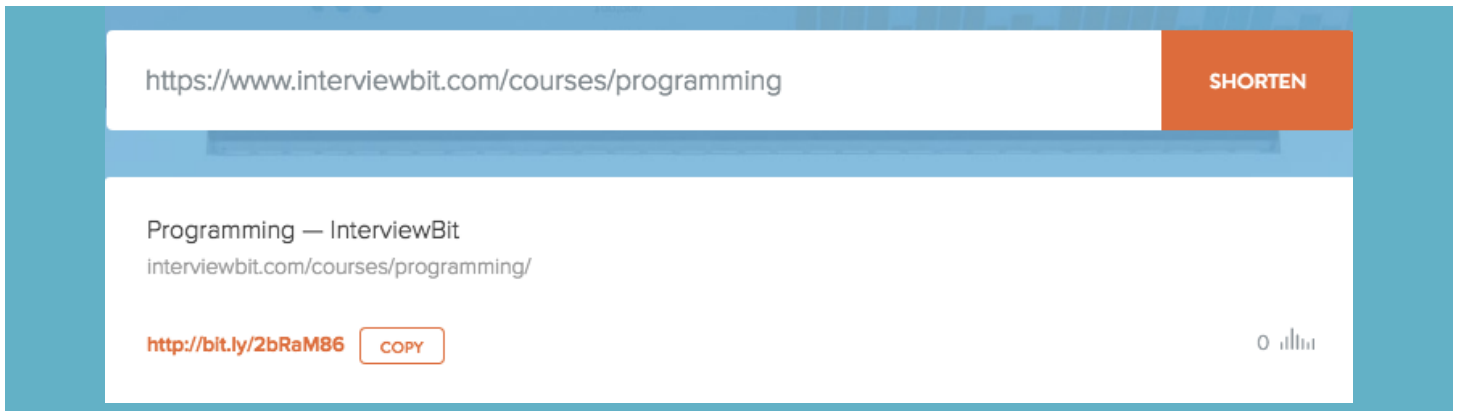 https://www.interviewbit.com/courses/programming
SHORTEN
Programming — InterviewBit
interviewbit.com/courses/programming/
http://bit.ly/2bRaM86 COPY
0